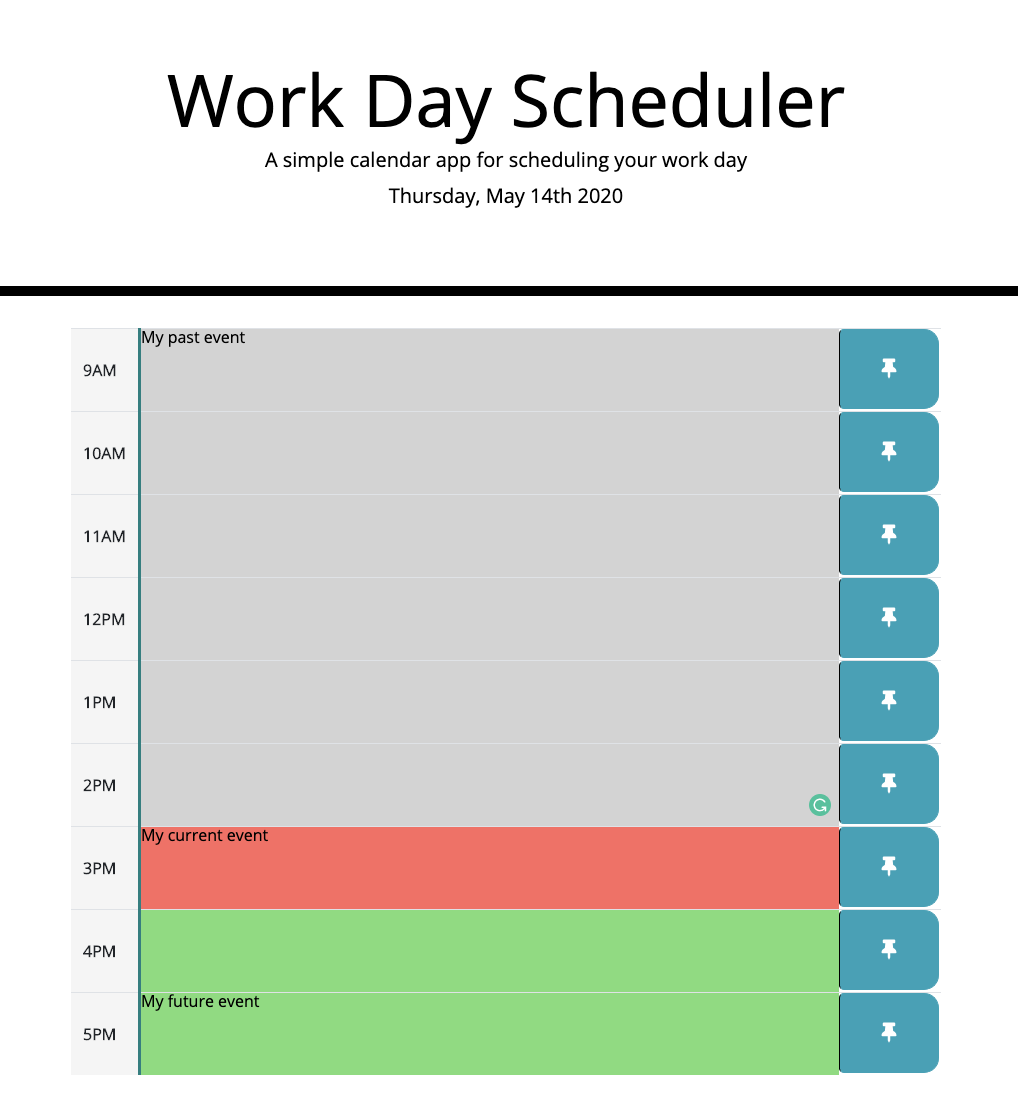 Work Day Scheduler
A simple calendar app for scheduling your work day
Thursday, May 14th 2020
My past event
9AM
10AM
11AM
12PM
1PM
2PM
My current event
3PM
4PM
My future event
5PM